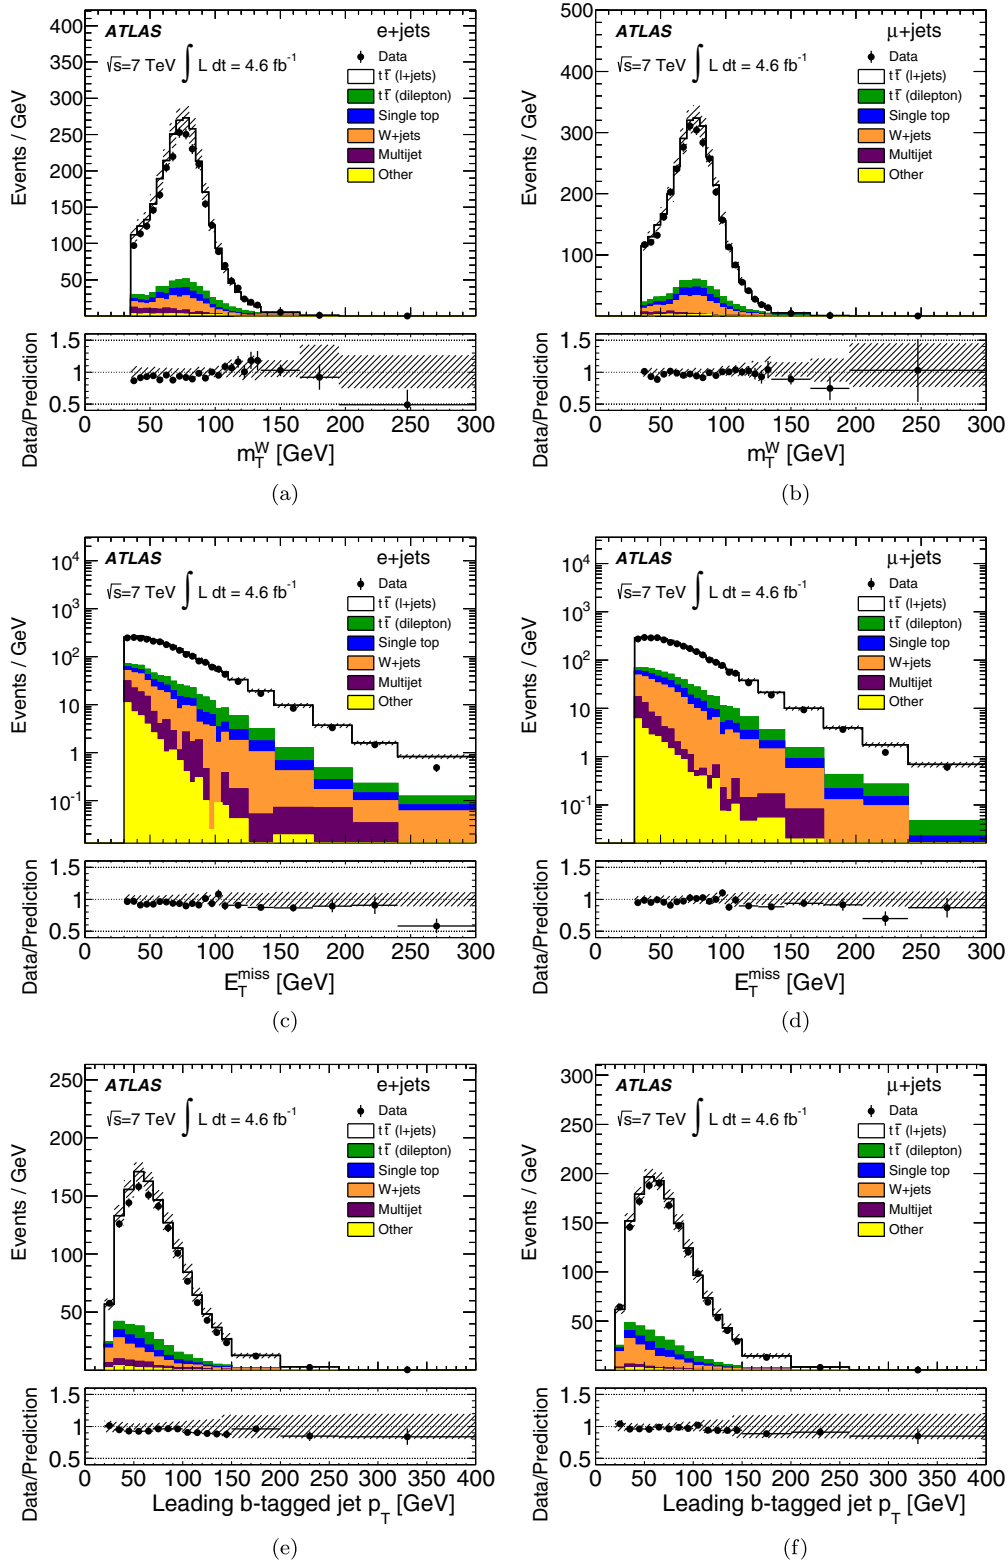 ATLAS e+jets
√s=7 TeV ∫ L dt = 4.6 fb⁻¹
Data
tt̄ (l+jets)
tt̄ (dilepton)
Single top
W+jets
Multijet
Other
Events / GeV
400
350
300
250
200
150
100
50
Data/Prediction
1.5
1
0.5
0 50 100 150 200 250 300
m_T^W [GeV]
(a)
ATLAS μ+jets
√s=7 TeV ∫ L dt = 4.6 fb⁻¹
Data
tt̄ (l+jets)
tt̄ (dilepton)
Single top
W+jets
Multijet
Other
Events / GeV
500
400
300
200
100
Data/Prediction
1.5
1
0.5
0 50 100 150 200 250 300
m_T^W [GeV]
(b)
ATLAS e+jets
√s=7 TeV ∫ L dt = 4.6 fb⁻¹
Data
tt̄ (l+jets)
tt̄ (dilepton)
Single top
W+jets
Multijet
Other
Events / GeV
10⁴
10³
10²
10
1
10⁻¹
Data/Prediction
1.5
1
0.5
0 50 100 150 200 250 300
E_T^miss [GeV]
(c)
ATLAS μ+jets
√s=7 TeV ∫ L dt = 4.6 fb⁻¹
Data
tt̄ (l+jets)
tt̄ (dilepton)
Single top
W+jets
Multijet
Other
Events / GeV
10⁴
10³
10²
10
1
10⁻¹
Data/Prediction
1.5
1
0.5
0 50 100 150 200 250 300
E_T^miss [GeV]
(d)
ATLAS e+jets
√s=7 TeV ∫ L dt = 4.6 fb⁻¹
Data
tt̄ (l+jets)
tt̄ (dilepton)
Single top
W+jets
Multijet
Other
Events / GeV
250
200
150
100
50
Data/Prediction
1.5
1
0.5
0 50 100 150 200 250 300 350 400
Leading b-tagged jet p_T [GeV]
(e)
ATLAS μ+jets
√s=7 TeV ∫ L dt = 4.6 fb⁻¹
Data
tt̄ (l+jets)
tt̄ (dilepton)
Single top
W+jets
Multijet
Other
Events / GeV
300
250
200
150
100
50
0
Data/Prediction
1.5
1
0.5
0 50 100 150 200 250 300 350 400
Leading b-tagged jet p_T [GeV]
(f)